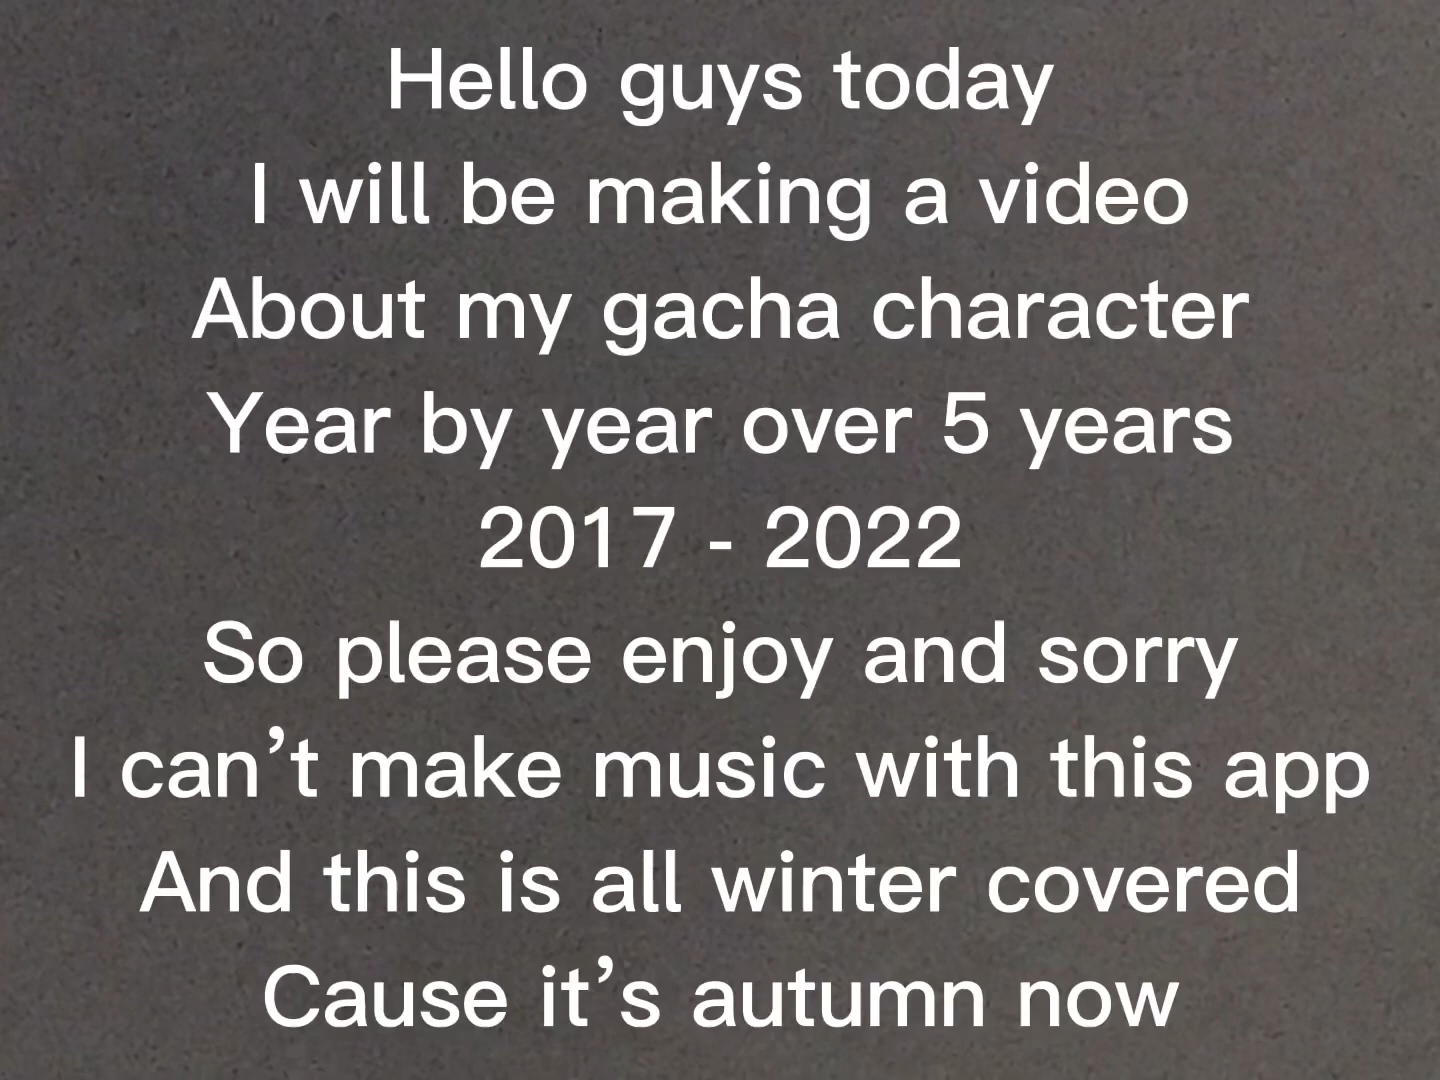 Hello guys today
I will be making a video
About my gacha character
Year by year over 5 years
2017 - 2022
So please enjoy and sorry
I can’t make music with this app
And this is all winter covered
Cause it’s autumn now